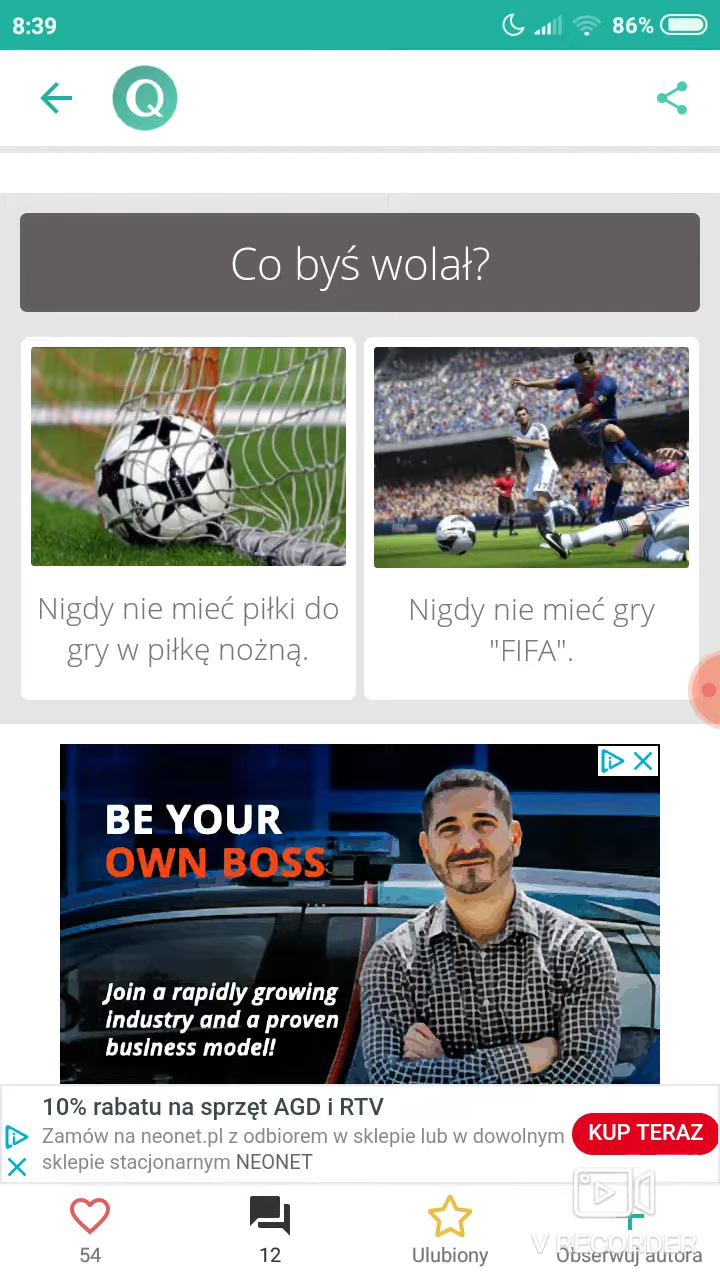 8:39
86%
Q
Co byś wolał?
Nigdy nie mieć piłki do
gry w piłkę nożną.
Nigdy nie mieć gry
"FIFA".
BE YOUR
OWN BOSS
Join a rapidly growing
industry and a proven
business model!
10% rabatu na sprzęt AGD i RTV
Zamów na neonet.pl z odbiorem w sklepie lub w dowolnym
sklepie stacjonarnym NEONET
KUP TERAZ
54
12
Ulubiony
Obserwuj autora
V RECORDER